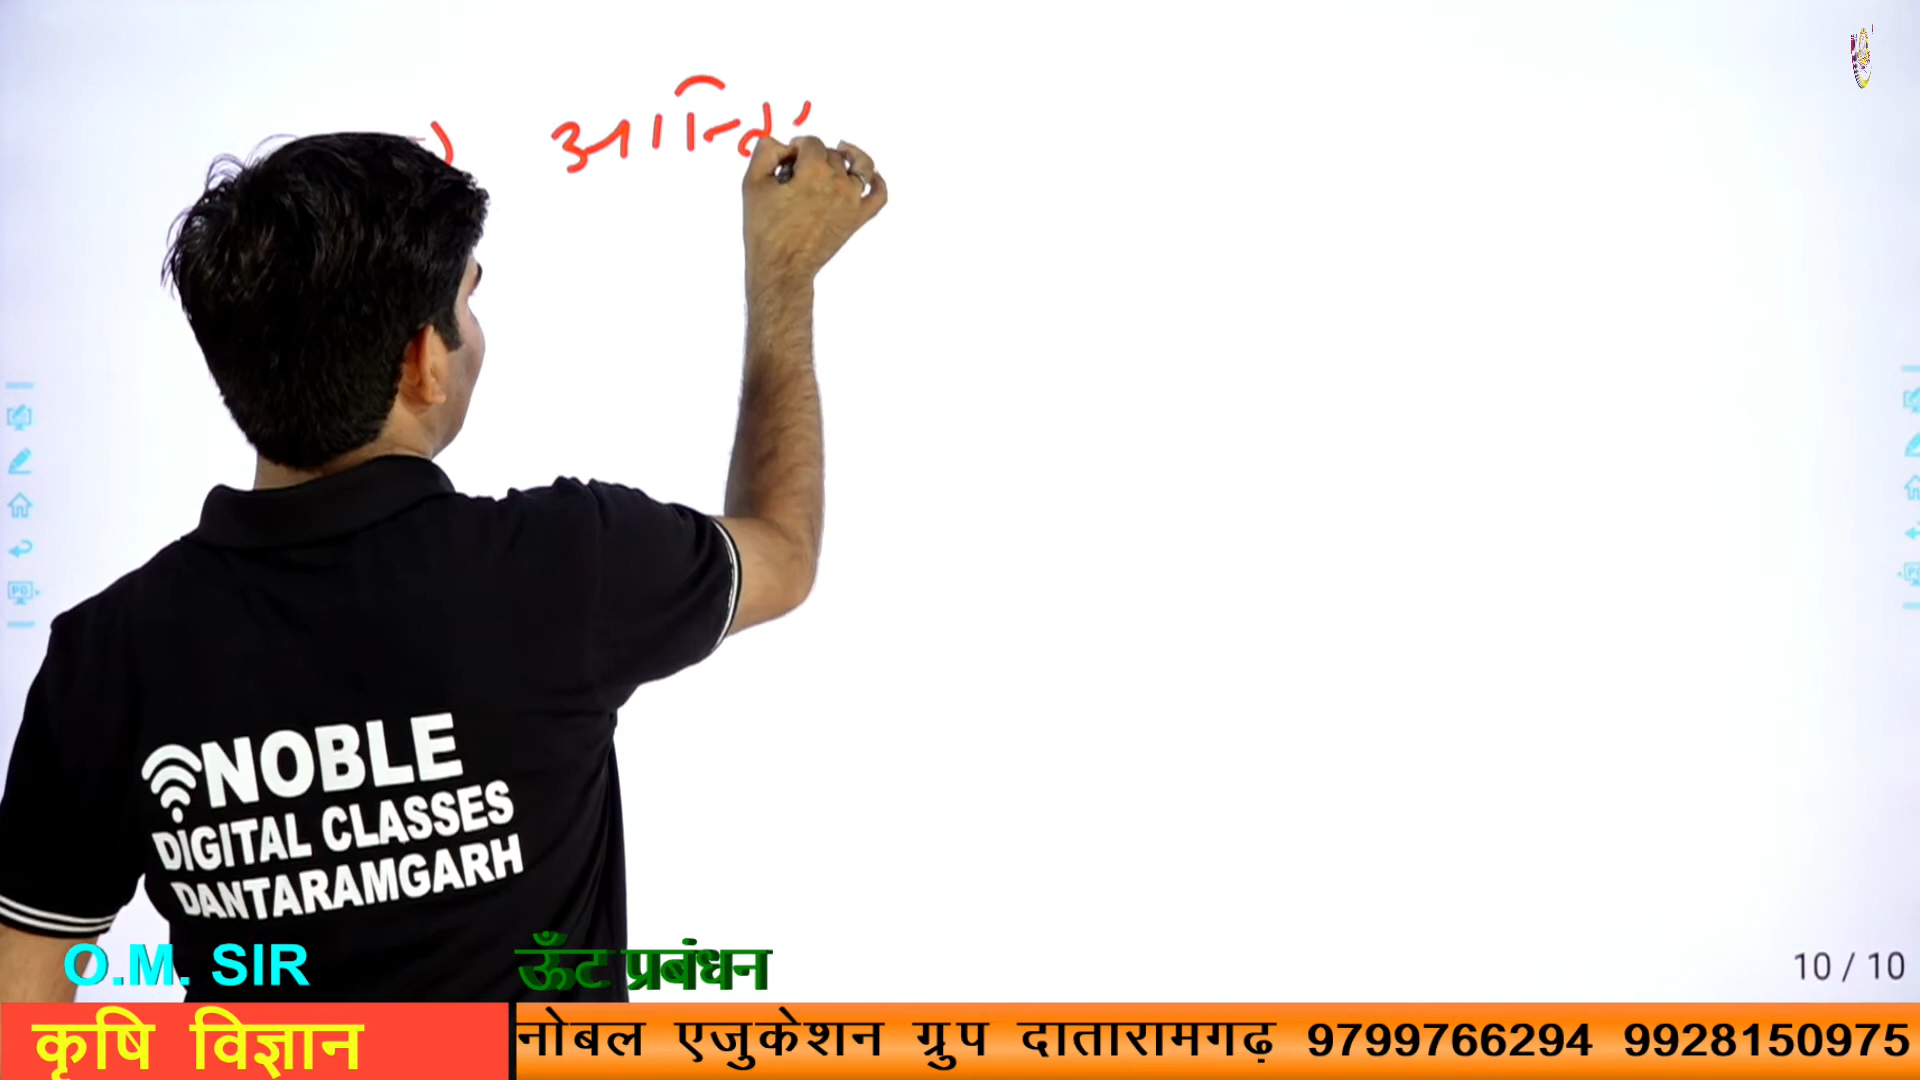 NOBLE
DIGITAL CLASSES
DANTARAMGARH
O.M. SIR
ऊँट प्रबंधन
10 / 10
कृषि विज्ञान
नोबल एजुकेशन ग्रुप दातारामगढ़ 9799766294 9928150975